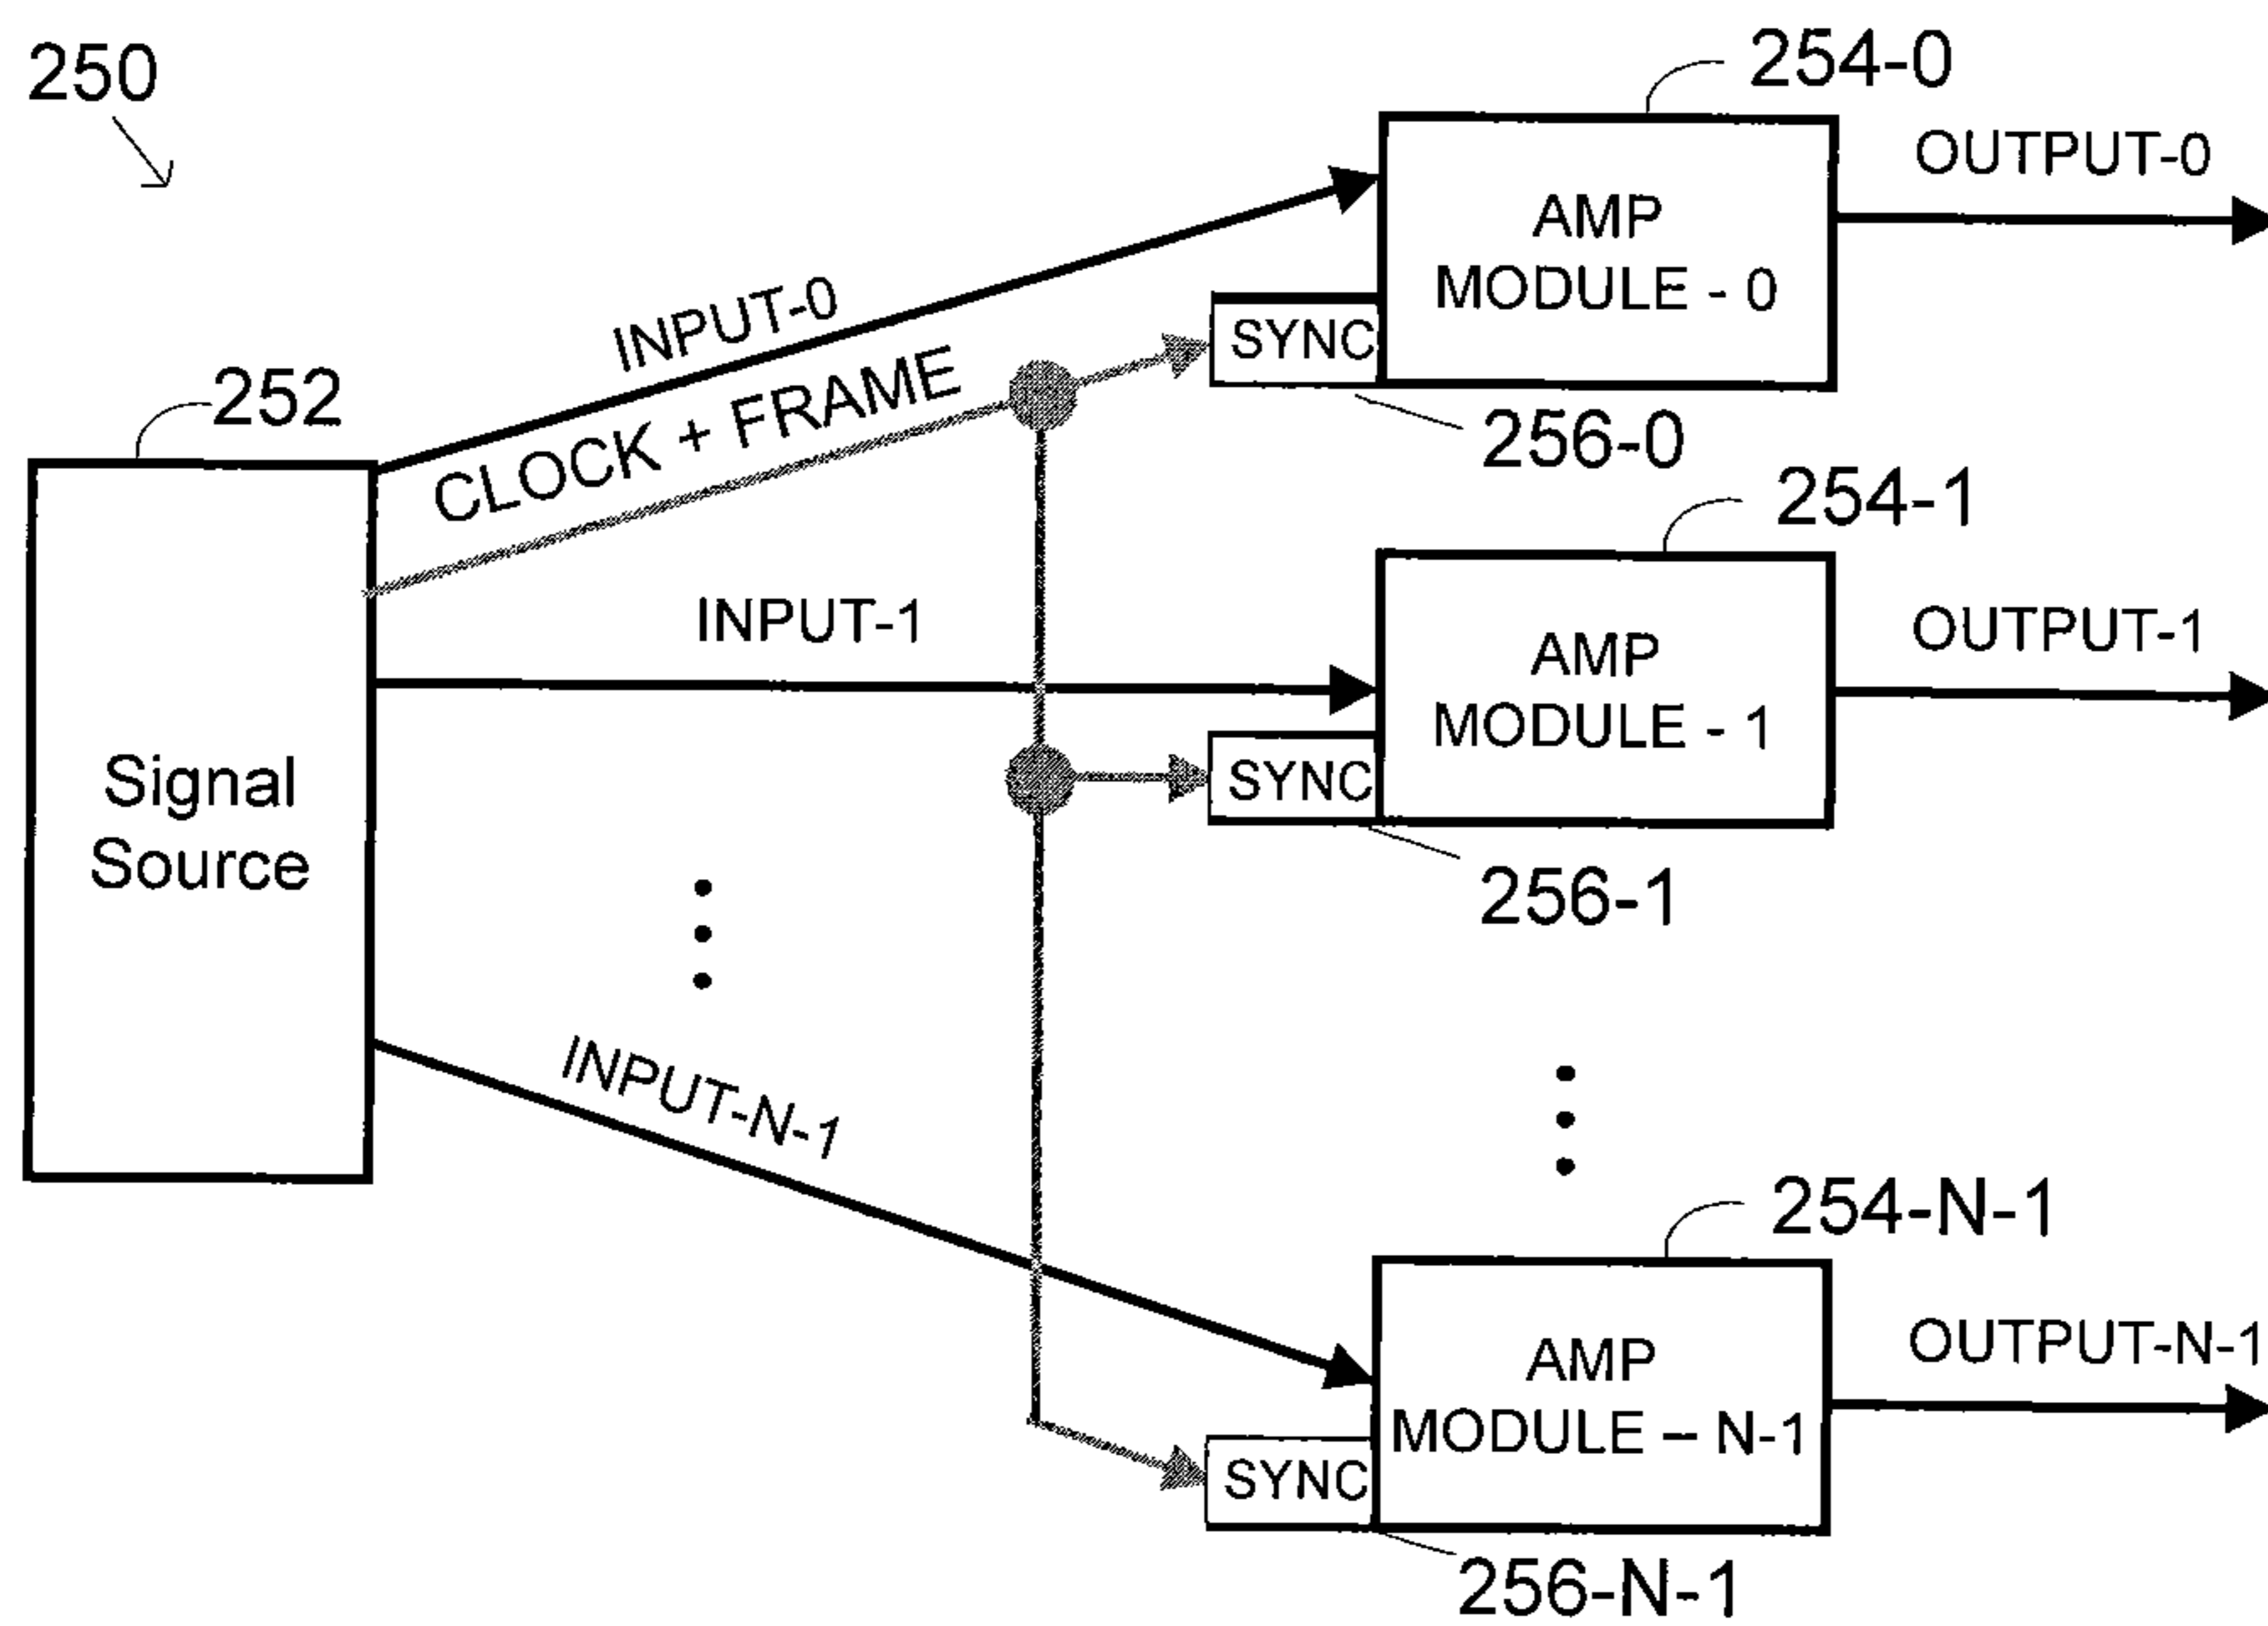 250
254-0
OUTPUT-0
AMP
MODULE - 0
INPUT-0
SYNC
252
CLOCK + FRAME
256-0
254-1
INPUT-1
OUTPUT-1
AMP
MODULE - 1
Signal
Source
SYNC
256-1
INPUT-N-1
254-N-1
OUTPUT-N-1
AMP
MODULE – N-1
SYNC
256-N-1